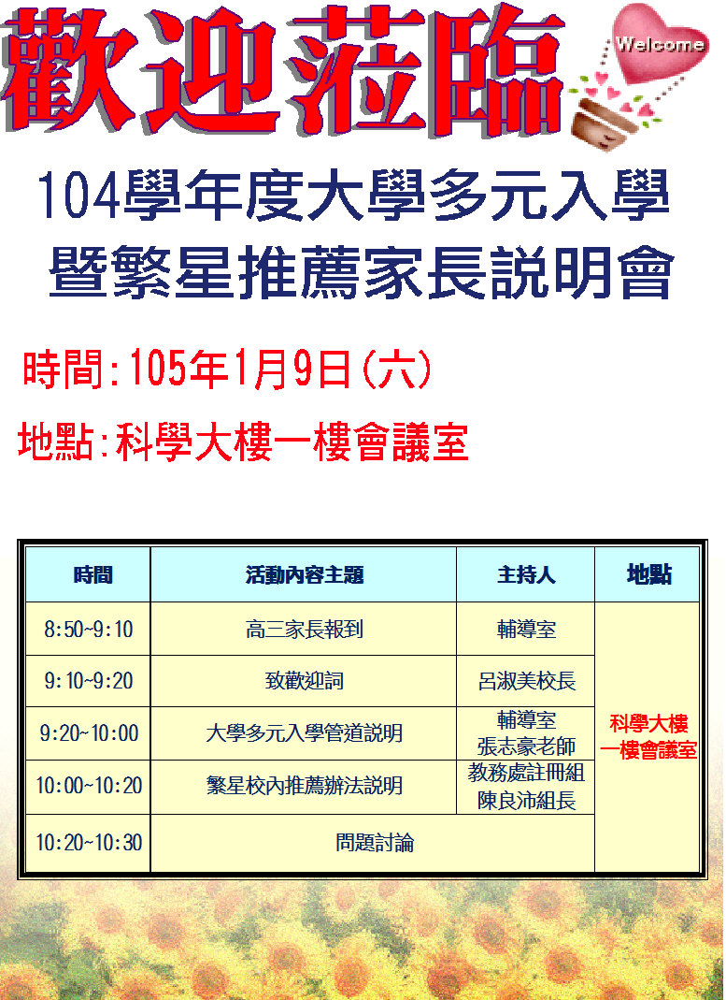 歡迎蒞臨
Welcome
104學年度大學多元入學
暨繁星推薦家長説明會
時間:105年1月9日(六)
地點:科學大樓一樓會議室
時間 活動內容主題 主持人 地點
8:50~9:10 高三家長報到 輔導室
9:10~9:20 致歡迎詞 呂淑美校長
9:20~10:00 大學多元入學管道説明 輔導室
張志豪老師
科學大樓
一樓會議室
10:00~10:20 繁星校內推薦辦法説明 教務處註冊組
陳良沛組長
10:20~10:30 問題討論